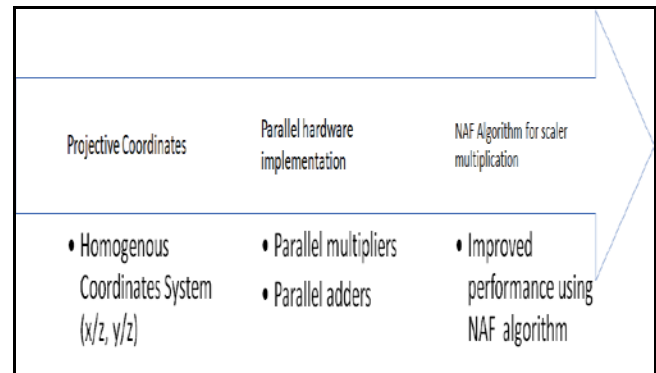 Projective Coordinates
Parallel hardware
implementation
NAF Algorithm for scaler
multiplication
• Homogenous
Coordinates System
(x/z, y/z)
• Parallel multipliers
• Parallel adders
• Improved
performance using
NAF algorithm